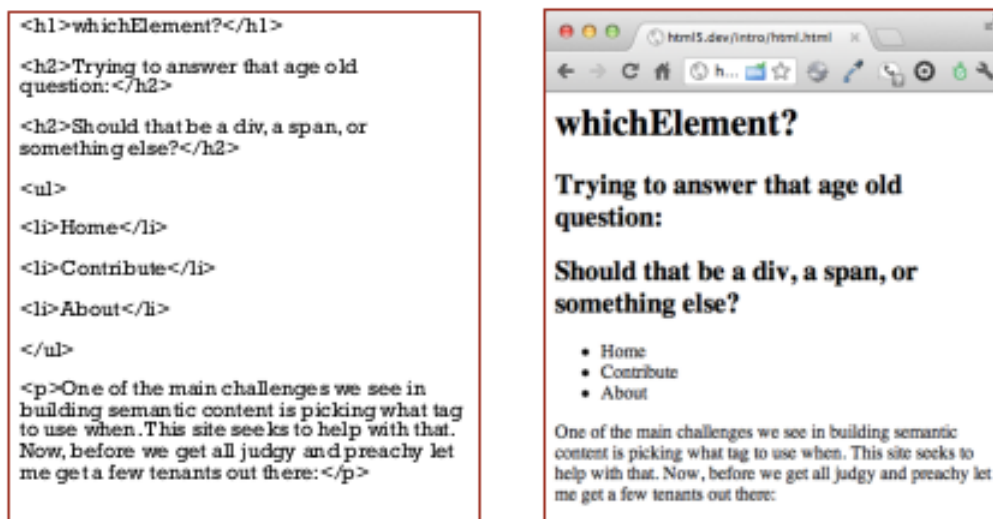 <h1>whichElement?</h1>
<h2>Trying to answer that age old
question:</h2>
<h2>Should that be a div, a span, or
something else?</h2>
<ul>
<li>Home</li>
<li>Contribute</li>
<li>About</li>
</ul>
<p>One of the main challenges we see in
building semantic content is picking what tag
to use when. This site seeks to help with that.
Now, before we get all judgy and preachy let
me get a few tenants out there:</p>
html5.dev/intro/html.html
h...
whichElement?
Trying to answer that age old
question:
Should that be a div, a span, or
something else?
• Home
• Contribute
• About
One of the main challenges we see in building semantic
content is picking what tag to use when. This site seeks to
help with that. Now, before we get all judgy and preachy let
me get a few tenants out there: